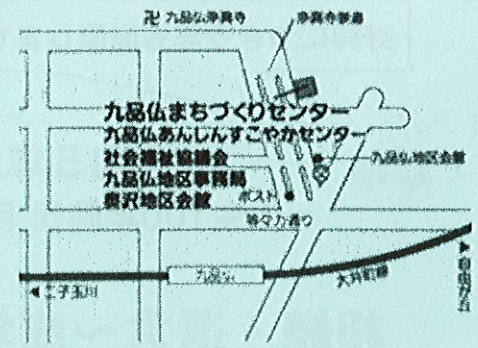 卍 九品仏浄真寺
浄真寺参道
九品仏まちづくりセンター
九品仏あんしんすこやかセンター
社会福祉協議会
九品仏地区事務局
奥沢地区会館
九品仏地区会館
ポスト
等々力通り
九品仏
大井町線
◀二子玉川
自由が丘▶